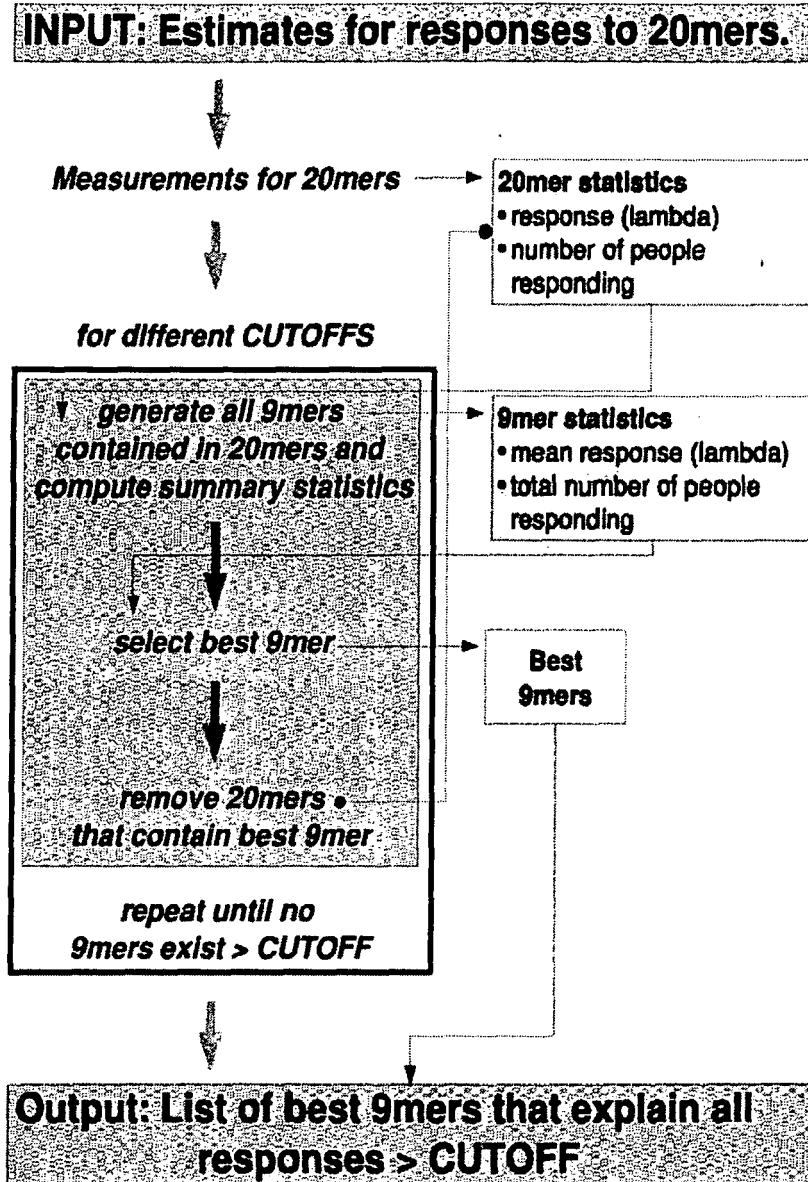 INPUT: Estimates for responses to 20mers.
Measurements for 20mers
20mer statistics
• response (lambda)
• number of people
responding
for different CUTOFFS
generate all 9mers
contained in 20mers and
compute summary statistics
9mer statistics
• mean response (lambda)
• total number of people
responding
select best 9mer
Best
9mers
remove 20mers
that contain best 9mer
repeat until no
9mers exist > CUTOFF
Output: List of best 9mers that explain all
responses > CUTOFF